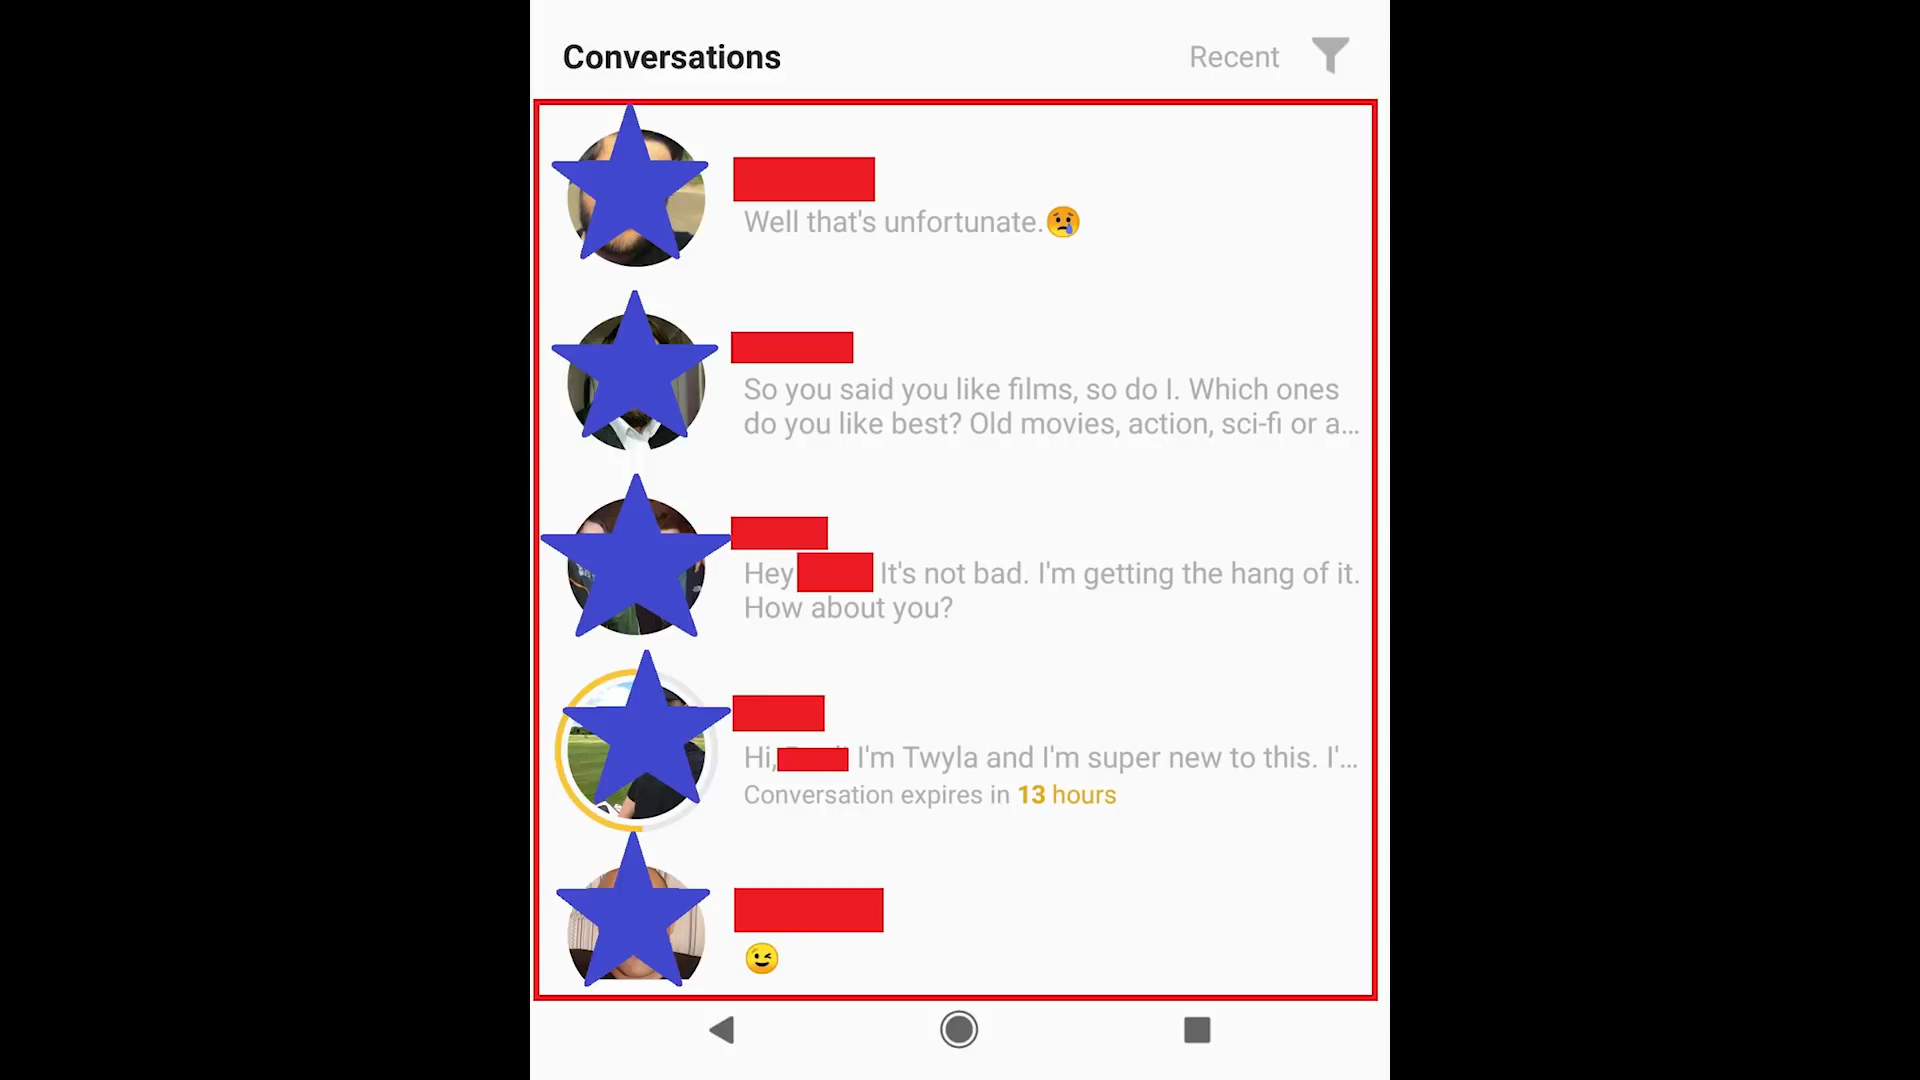 Conversations Recent
Well that's unfortunate.😢
So you said you like films, so do I. Which ones
do you like best? Old movies, action, sci-fi or a...
Hey It's not bad. I'm getting the hang of it.
How about you?
Hi, I'm Twyla and I'm super new to this. I'...
Conversation expires in 13 hours
😉